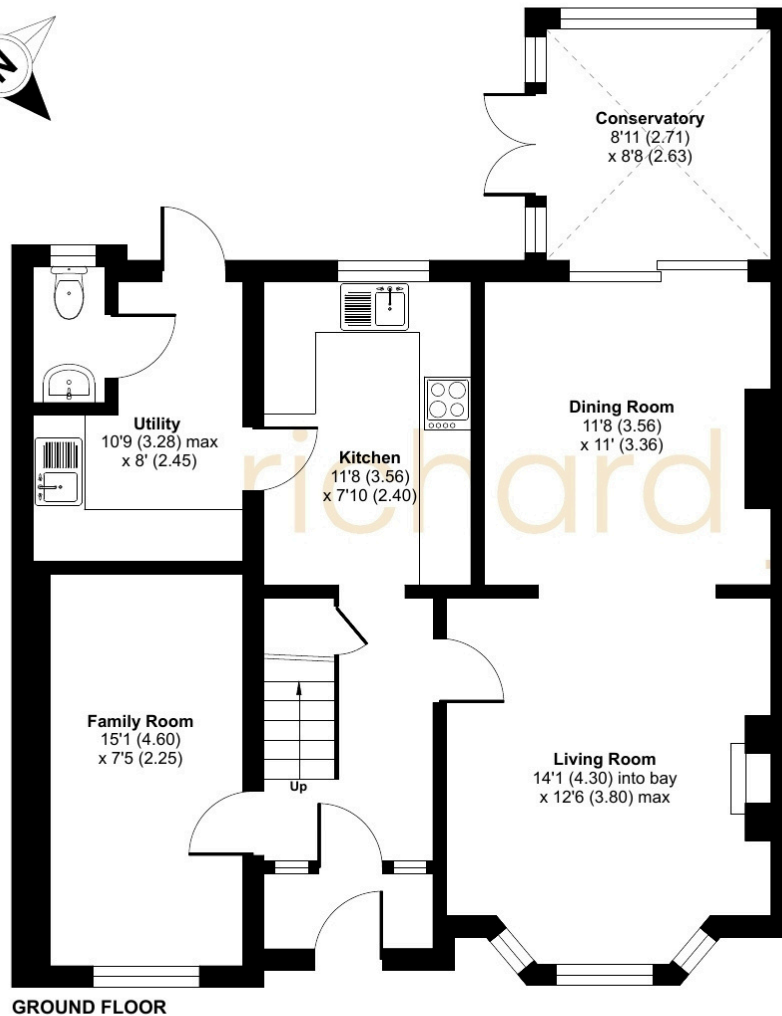 N
Conservatory
8'11 (2.71)
x 8'8 (2.63)
Utility
10'9 (3.28) max
x 8' (2.45)
Kitchen
11'8 (3.56)
x 7'10 (2.40)
Dining Room
11'8 (3.56)
x 11' (3.36)
richard
Family Room
15'1 (4.60)
x 7'5 (2.25)
Up
Living Room
14'1 (4.30) into bay
x 12'6 (3.80) max
GROUND FLOOR